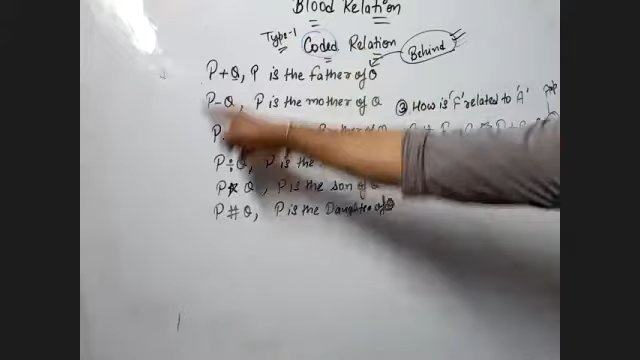 Blood Relation
Type-1
Coded Relation
Behind
P+Q, P is the father of Q
P-Q, P is the mother of Q
③ How is 'F' related to 'A'
P
P÷Q, P is the
P*Q, P is the son of Q
P#Q, P is the Daughter of Q